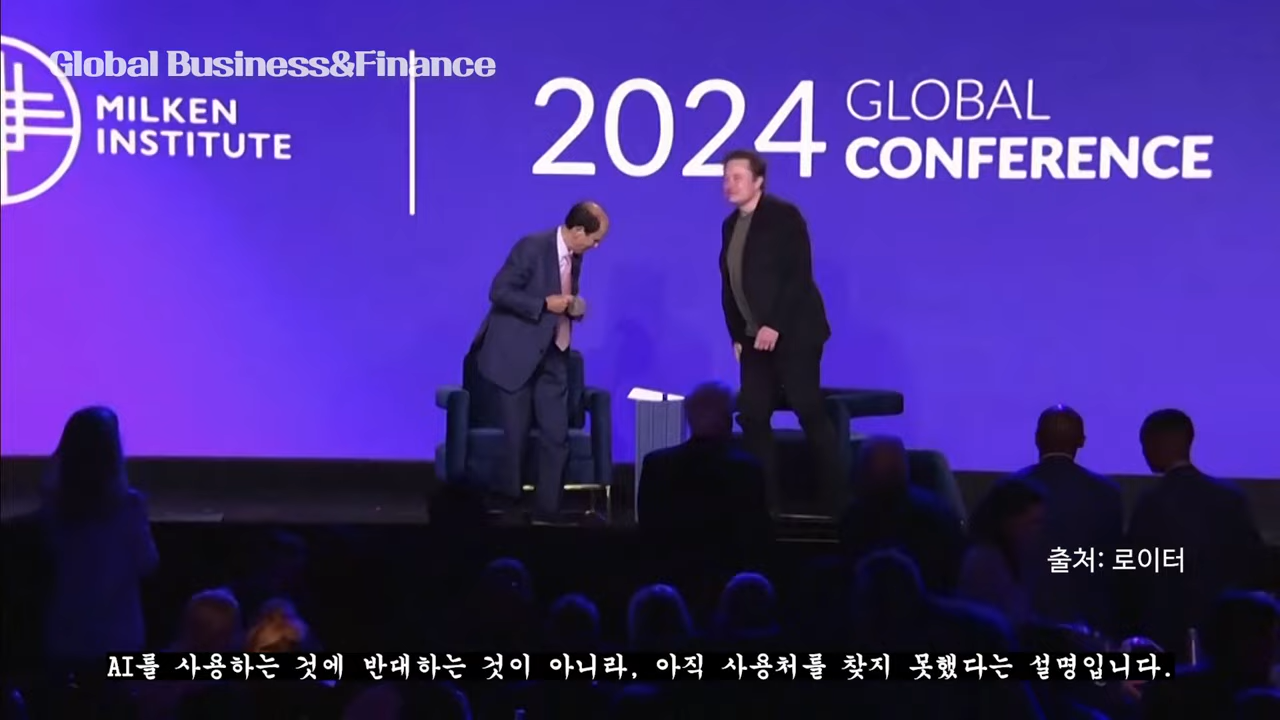 Global Business&Finance
MILKEN
INSTITUTE
2024 GLOBAL
CONFERENCE
출처: 로이터
AI를 사용하는 것에 반대하는 것이 아니라, 아직 사용처를 찾지 못했다는 설명입니다.